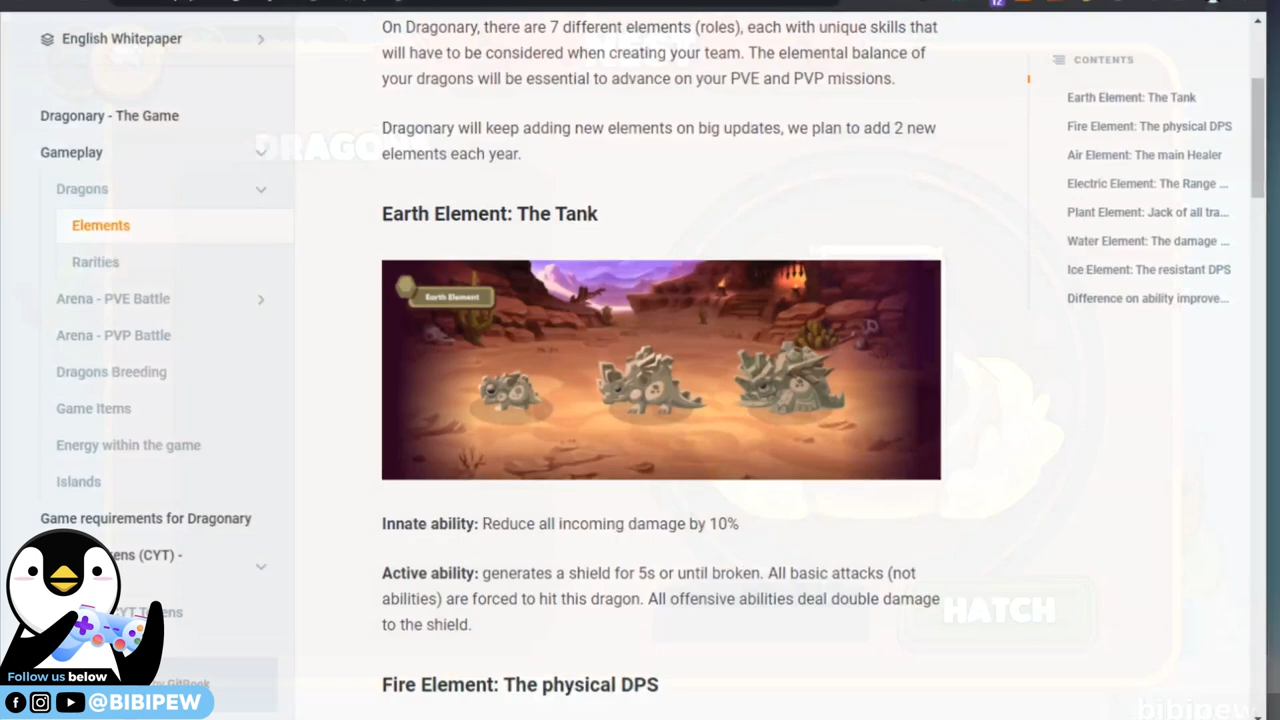 English Whitepaper
Dragonary - The Game
Gameplay
Dragons
Elements
Rarities
Arena - PVE Battle
Arena - PVP Battle
Dragons Breeding
Game Items
Energy within the game
Islands
Game requirements for Dragonary
(CYT) -
CYT Tokens
GitBook
On Dragonary, there are 7 different elements (roles), each with unique skills that
will have to be considered when creating your team. The elemental balance of
your dragons will be essential to advance on your PVE and PVP missions.
Dragonary will keep adding new elements on big updates, we plan to add 2 new
elements each year.
Earth Element: The Tank
Earth Element
Innate ability: Reduce all incoming damage by 10%
Active ability: generates a shield for 5s or until broken. All basic attacks (not
abilities) are forced to hit this dragon. All offensive abilities deal double damage
to the shield.
Fire Element: The physical DPS
CONTENTS
Earth Element: The Tank
Fire Element: The physical DPS
Air Element: The main Healer
Electric Element: The Range ...
Plant Element: Jack of all tra...
Water Element: The damage ...
Ice Element: The resistant DPS
Difference on ability improve...
12
HATCH
Follow us below
@BIBIPEW
bibipew